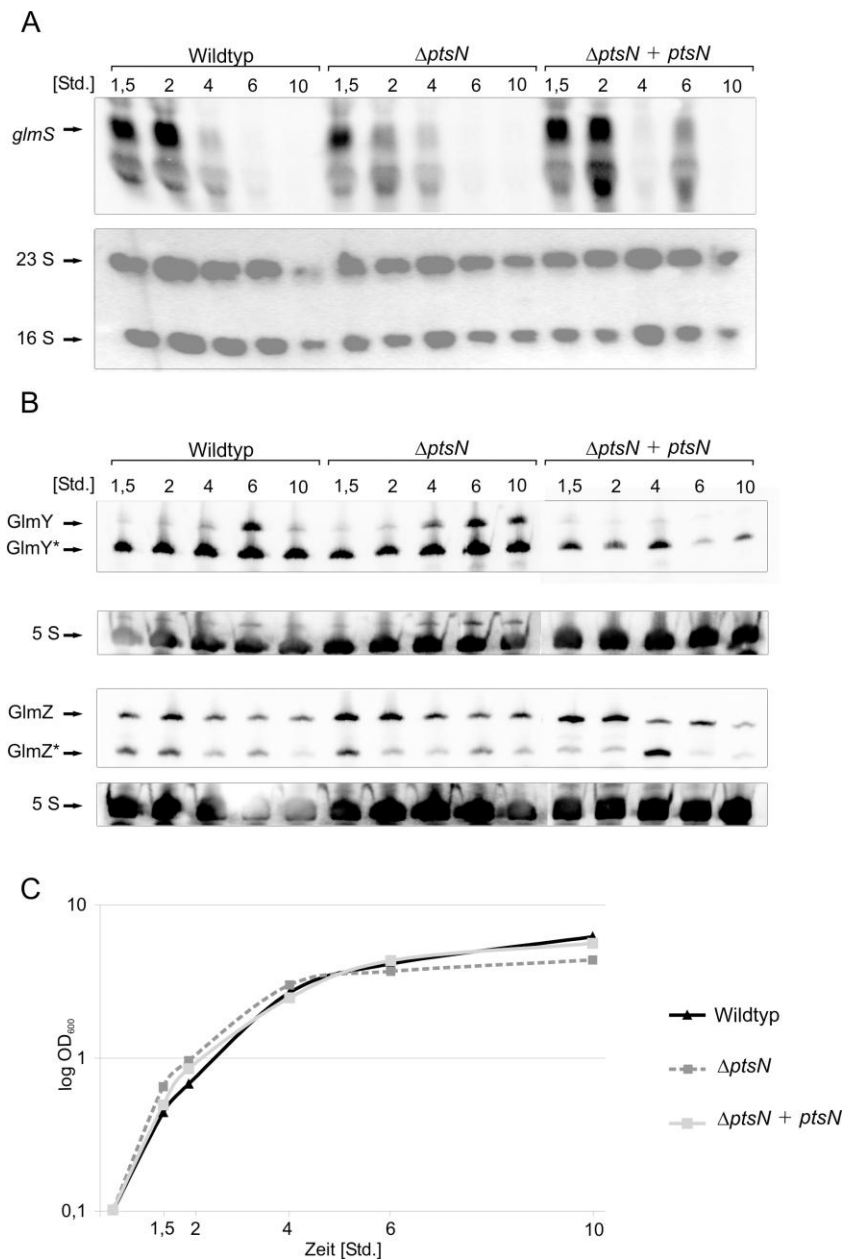 A
Wildtyp ΔptsN ΔptsN + ptsN
[Std.] 1,5 2 4 6 10 1,5 2 4 6 10 1,5 2 4 6 10
glmS
23 S
16 S
B
Wildtyp ΔptsN ΔptsN + ptsN
[Std.] 1,5 2 4 6 10 1,5 2 4 6 10 1,5 2 4 6 10
GlmY
GlmY*
5 S
GlmZ
GlmZ*
5 S
C
10
1
0,1
log OD600
1,5 2 4 6 10
Zeit [Std.]
Wildtyp
ΔptsN
ΔptsN + ptsN